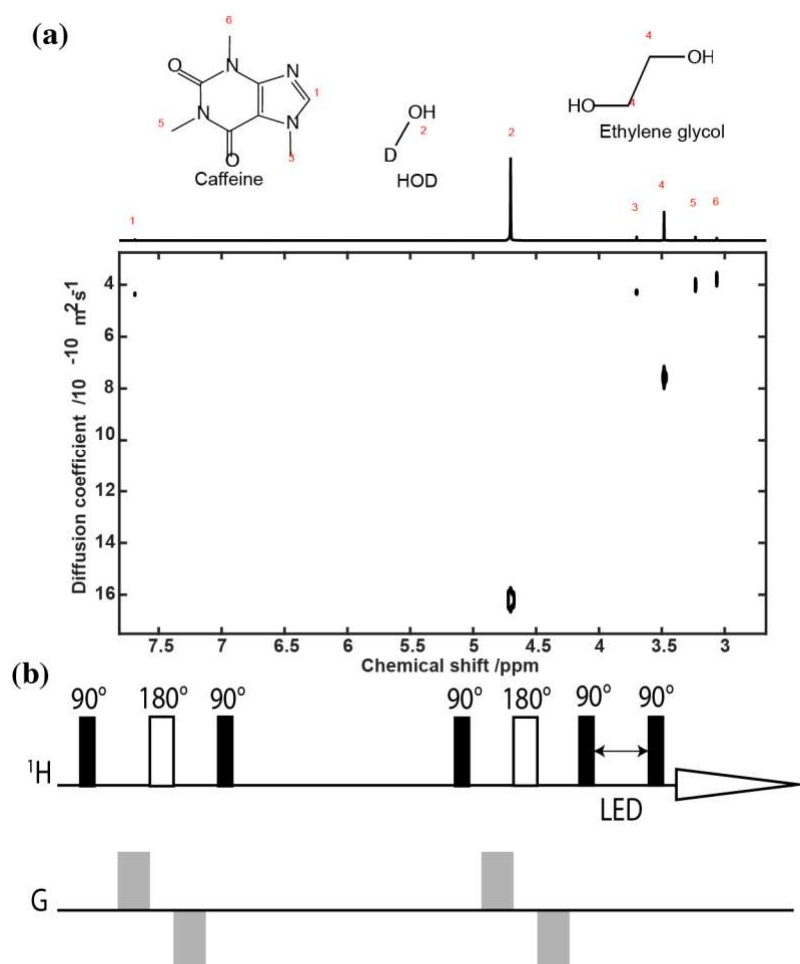 (a)
6
O
N
N
1
5
N
N
O
3
Caffeine
OH
2
D
HOD
4
OH
HO
4
Ethylene glycol
1
2
3
4
5
6
Diffusion coefficient /10 -10 m2s-1
4
6
8
10
12
14
16
7.5 7 6.5 6 5.5 5 4.5 4 3.5 3
Chemical shift /ppm
(b)
90° 180° 90° 90° 180° 90° 90°
1H
LED
G